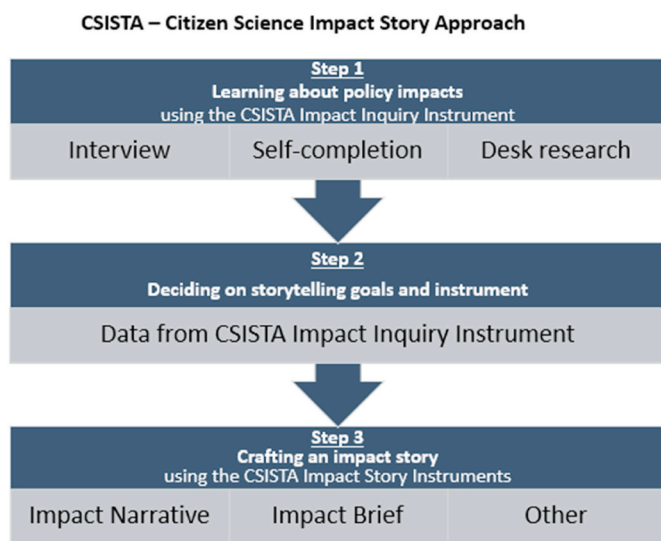 CSISTA – Citizen Science Impact Story Approach
Step 1
Learning about policy impacts
using the CSISTA Impact Inquiry Instrument
Interview Self-completion Desk research
Step 2
Deciding on storytelling goals and instrument
Data from CSISTA Impact Inquiry Instrument
Step 3
Crafting an impact story
using the CSISTA Impact Story Instruments
Impact Narrative Impact Brief Other